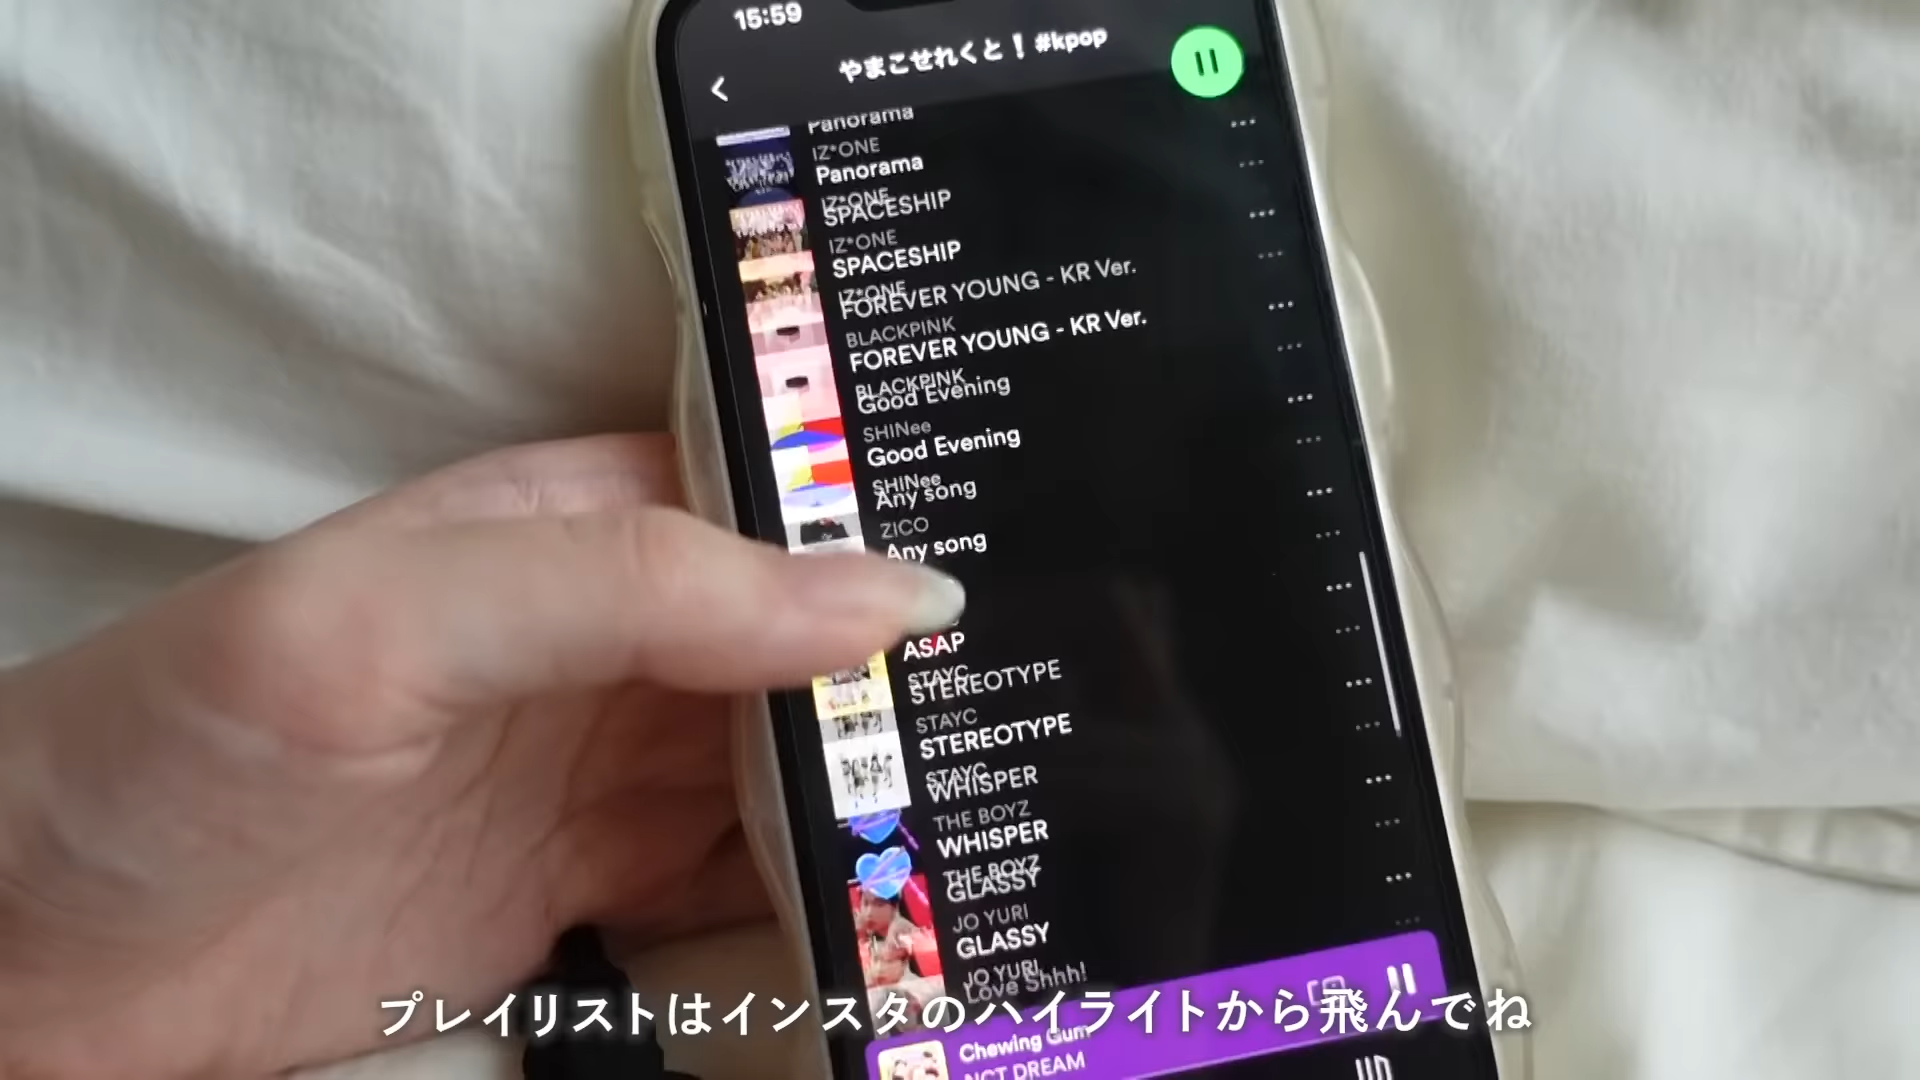 15:59
やまこせれくと！#kpop
Panorama
IZ*ONE
Panorama
IZ*ONE
SPACESHIP
IZ*ONE
SPACESHIP
IZ*ONE
FOREVER YOUNG - KR Ver.
BLACKPINK
FOREVER YOUNG - KR Ver.
BLACKPINK
Good Evening
SHINee
Good Evening
SHINee
Any song
ZICO
Any song
ASAP
STAYC
STEREOTYPE
STAYC
STEREOTYPE
STAYC
WHISPER
THE BOYZ
WHISPER
THE BOYZ
GLASSY
JO YURI
GLASSY
JO YURI
Love Shhh!
プレイリストはインスタのハイライトから飛んでね
Chewing Gum
NCT DREAM